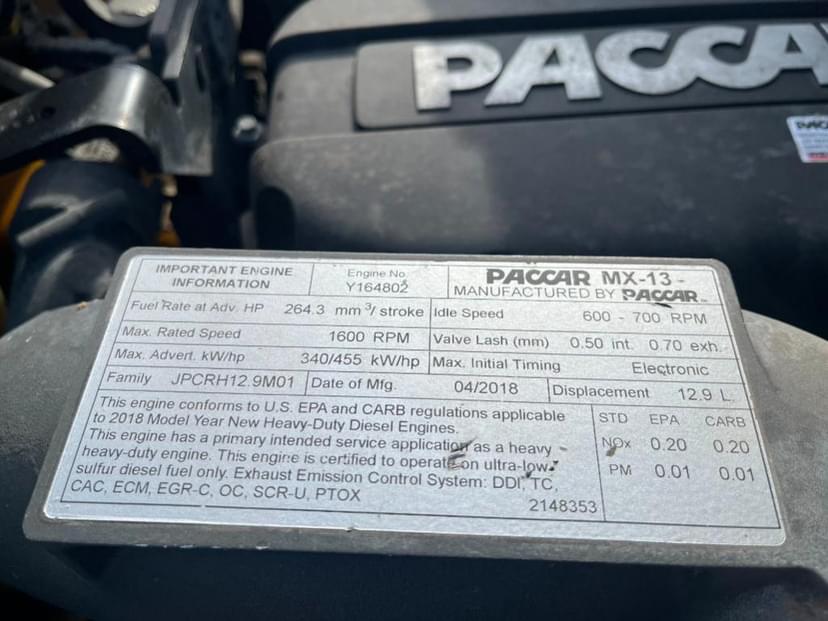 PACCA
PACCAR
IMPORTANT ENGINE
INFORMATION
Engine No.
Y164802
PACCAR MX-13
MANUFACTURED BY PACCAR
Fuel Rate at Adv. HP 264.3 mm³/ stroke
Idle Speed 600 - 700 RPM
Max. Rated Speed 1600 RPM
Valve Lash (mm) 0.50 int. 0.70 exh.
Max. Advert. kW/hp 340/455 kW/hp
Max. Initial Timing Electronic
Family JPCRH12.9M01
Date of Mfg. 04/2018
Displacement 12.9 L
This engine conforms to U.S. EPA and CARB regulations applicable
to 2018 Model Year New Heavy-Duty Diesel Engines.
This engine has a primary intended service application as a heavy
heavy-duty engine. This engine is certified to operate on ultra-low
sulfur diesel fuel only. Exhaust Emission Control System: DDI, TC,
CAC, ECM, EGR-C, OC, SCR-U, PTOX
2148353
STD EPA CARB
NOx 0.20 0.20
PM 0.01 0.01